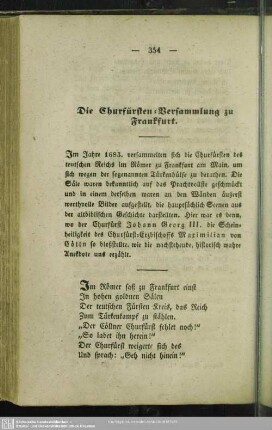 — 354 —
Die Churfürsten-Versammlung zu
Frankfurt.
Im Jahre 1683. versammelten sich die Churfürsten des
teutschen Reichs im Römer zu Frankfurt am Main, um
sich wegen der sogenannten Türkenhülfe zu berathen. Die
Säle waren bekanntlich auf das Prachtvollste geschmückt
und in einem derselben waren an den Wänden äußerst
werthvolle Bilder aufgestellt, die hauptsächlich Scenen aus
der altbiblischen Geschichte darstellten. Hier war es denn,
wo der Churfürst Johann Georg III. die Schein-
heiligkeit des Churfürst-Erzbischoffs Maximilian von
Cölln so bloßstellte, wie die nachstehende, historisch wahre
Anekdote uns erzählt.
Im Römer saß zu Frankfurt einst
In hohen goldnen Sälen
Der teutschen Fürsten Kreis, das Reich
Zum Türkenkampf zu stählen.
„Der Cöllner Churfürst fehlet noch!“
„So ladet ihn herein!“
Der Churfürst weigerte sich des
Und sprach: „Geh nicht hinein!“